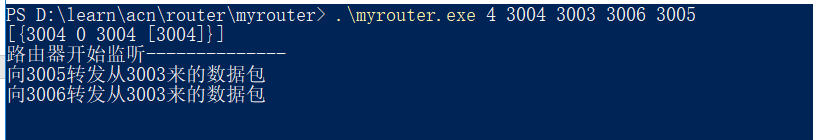 PS D:\learn\acn\router\myrouter> .\myrouter.exe 4 3004 3003 3006 3005
[{3004 0 3004 [3004]}]
路由器开始监听--------------
向3005转发从3003来的数据包
向3006转发从3003来的数据包